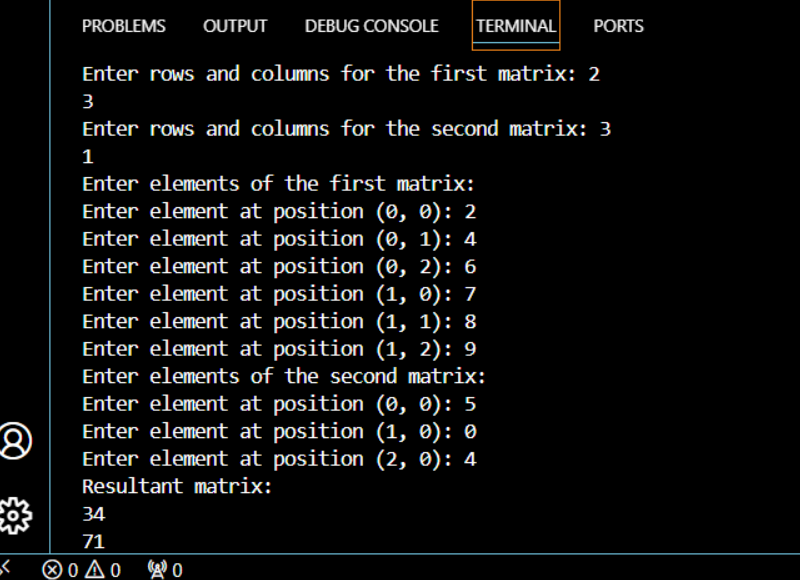 PROBLEMS OUTPUT DEBUG CONSOLE TERMINAL PORTS
Enter rows and columns for the first matrix: 2
3
Enter rows and columns for the second matrix: 3
1
Enter elements of the first matrix:
Enter element at position (0, 0): 2
Enter element at position (0, 1): 4
Enter element at position (0, 2): 6
Enter element at position (1, 0): 7
Enter element at position (1, 1): 8
Enter element at position (1, 2): 9
Enter elements of the second matrix:
Enter element at position (0, 0): 5
Enter element at position (1, 0): 0
Enter element at position (2, 0): 4
Resultant matrix:
34
71
0 0 0